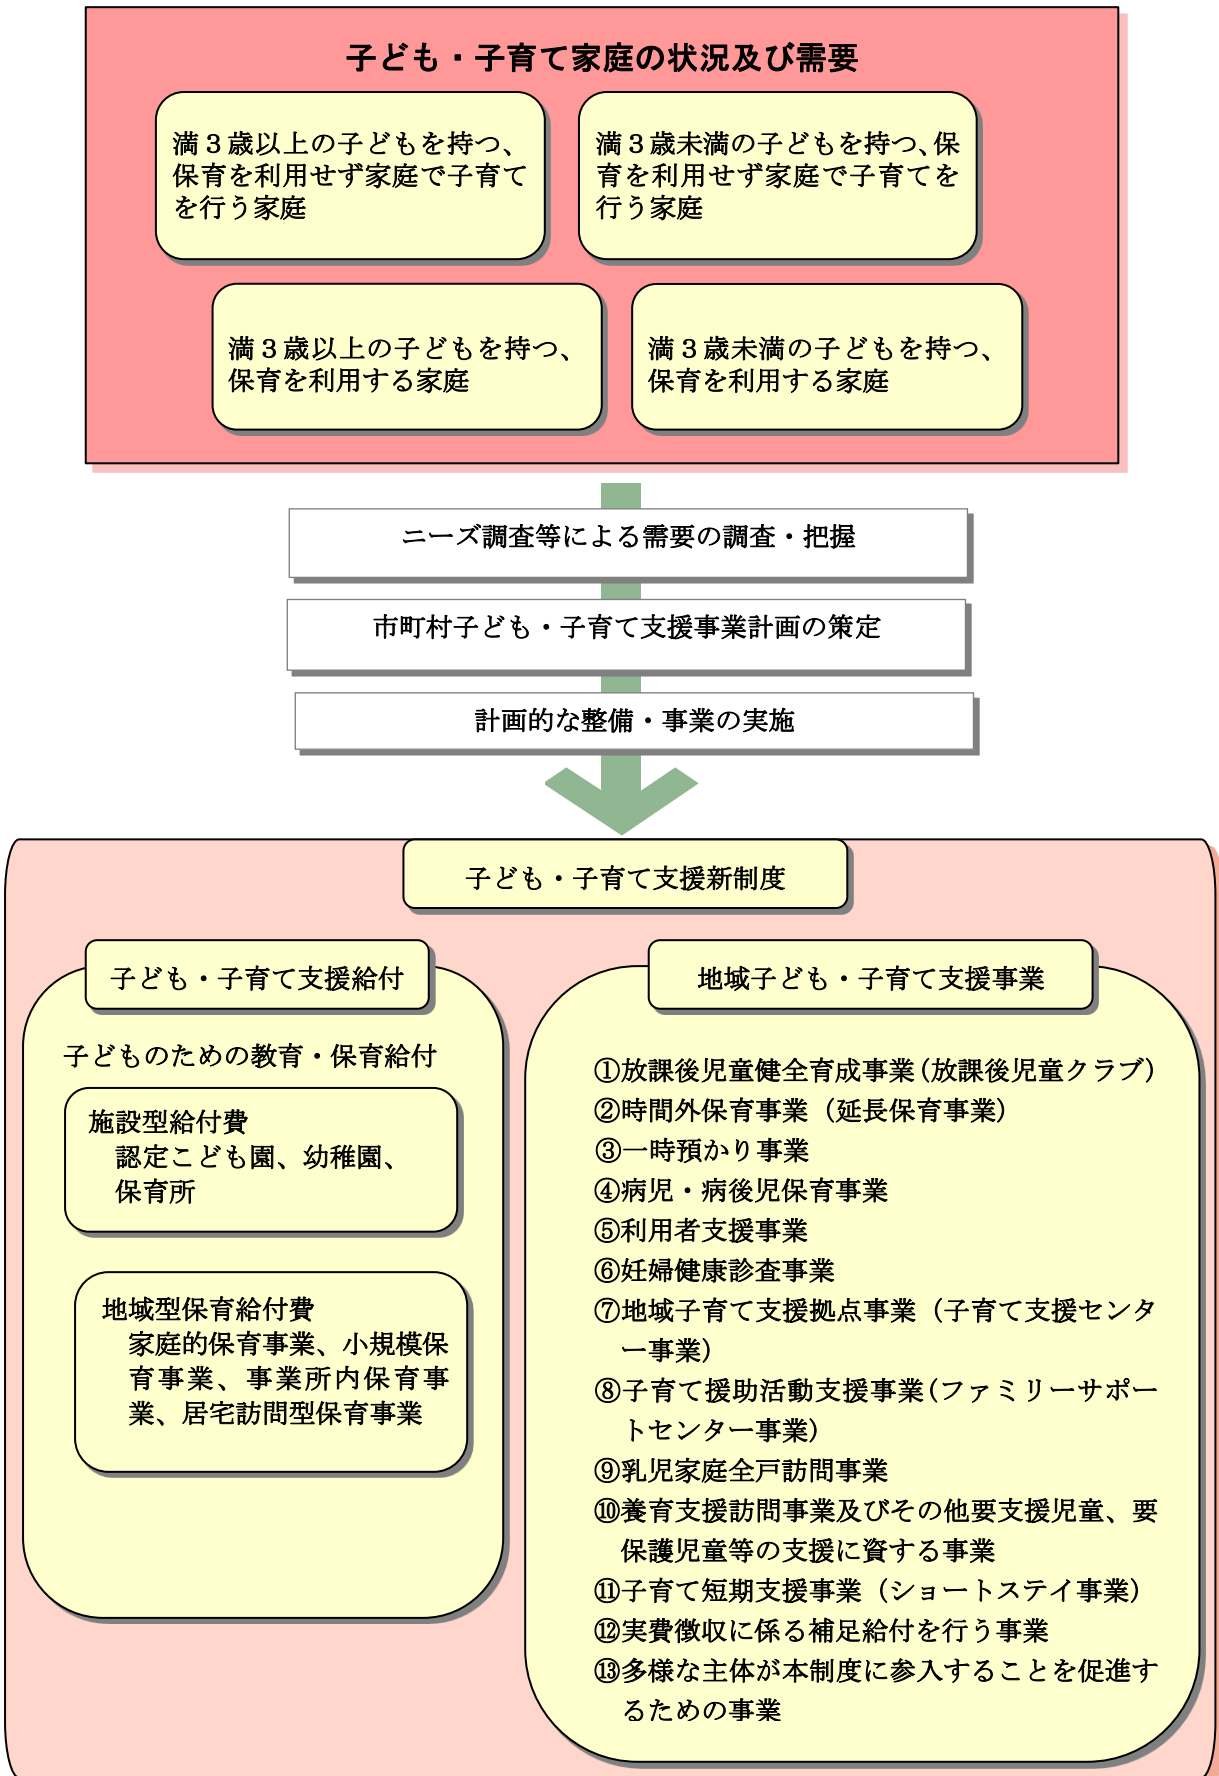 子ども・子育て家庭の状況及び需要
満３歳以上の子どもを持つ、
保育を利用せず家庭で子育て
を行う家庭
満３歳未満の子どもを持つ、保
育を利用せず家庭で子育てを
行う家庭
満３歳以上の子どもを持つ、
保育を利用する家庭
満３歳未満の子どもを持つ、
保育を利用する家庭
ニーズ調査等による需要の調査・把握
市町村子ども・子育て支援事業計画の策定
計画的な整備・事業の実施
子ども・子育て支援新制度
子ども・子育て支援給付
子どものための教育・保育給付
施設型給付費
認定こども園、幼稚園、
保育所
地域型保育給付費
家庭的保育事業、小規模保
育事業、事業所内保育事
業、居宅訪問型保育事業
地域子ども・子育て支援事業
①放課後児童健全育成事業（放課後児童クラブ）
②時間外保育事業（延長保育事業）
③一時預かり事業
④病児・病後児保育事業
⑤利用者支援事業
⑥妊婦健康診査事業
⑦地域子育て支援拠点事業（子育て支援センタ
ー事業）
⑧子育て援助活動支援事業（ファミリーサポー
トセンター事業）
⑨乳児家庭全戸訪問事業
⑩養育支援訪問事業及びその他要支援児童、要
保護児童等の支援に資する事業
⑪子育て短期支援事業（ショートステイ事業）
⑫実費徴収に係る補足給付を行う事業
⑬多様な主体が本制度に参入することを促進す
るための事業